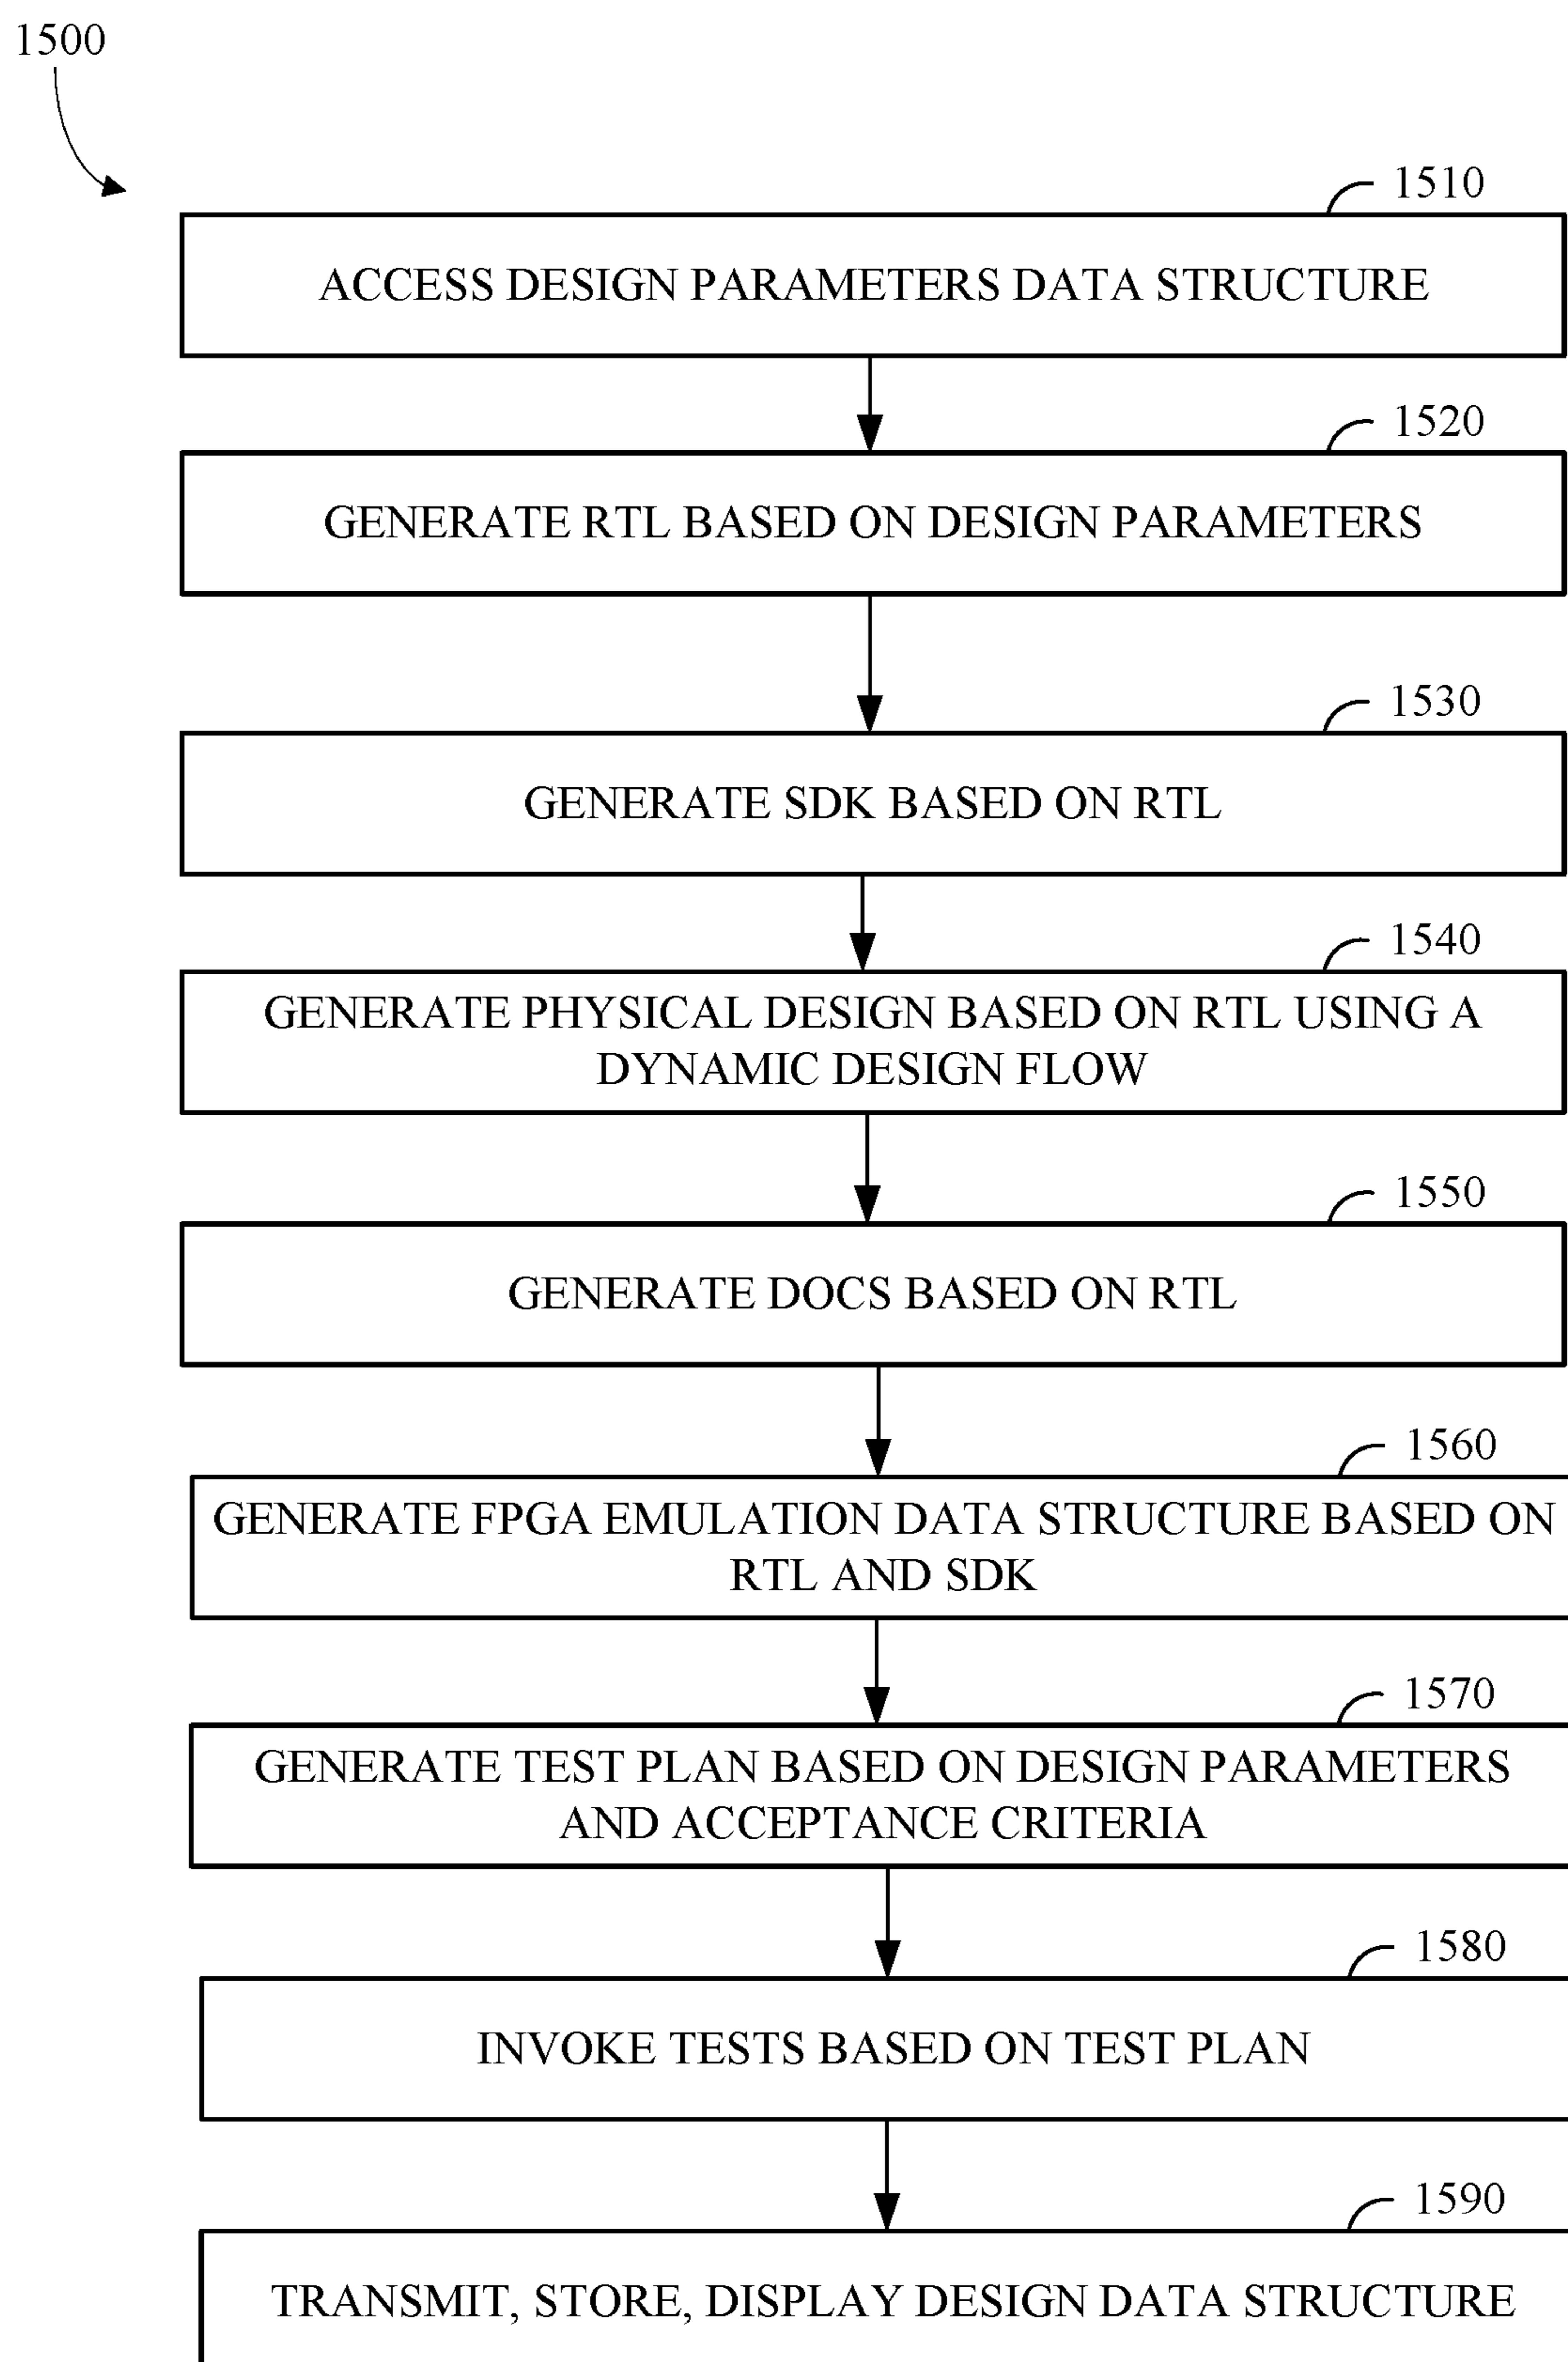 1500
1510
ACCESS DESIGN PARAMETERS DATA STRUCTURE
1520
GENERATE RTL BASED ON DESIGN PARAMETERS
1530
GENERATE SDK BASED ON RTL
1540
GENERATE PHYSICAL DESIGN BASED ON RTL USING A
DYNAMIC DESIGN FLOW
1550
GENERATE DOCS BASED ON RTL
1560
GENERATE FPGA EMULATION DATA STRUCTURE BASED ON
RTL AND SDK
1570
GENERATE TEST PLAN BASED ON DESIGN PARAMETERS
AND ACCEPTANCE CRITERIA
1580
INVOKE TESTS BASED ON TEST PLAN
1590
TRANSMIT, STORE, DISPLAY DESIGN DATA STRUCTURE